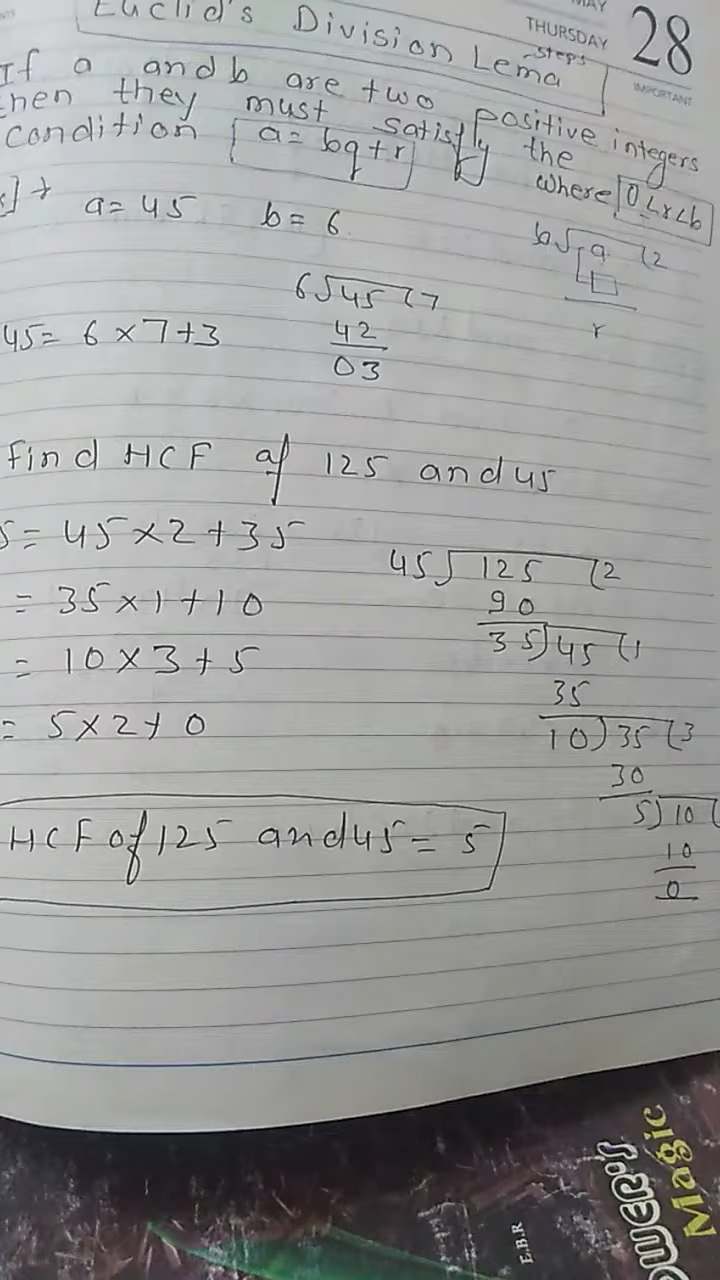 MAY
THURSDAY 28
IMPORTANT
Euclid's Division Lema
steps
If a and b are two positive integers
then they must satisfy the
condition a = bq + r where 0 ≤ r < b
a = 45 b = 6
b a 2
r
6 45 7
42
03
45 = 6 × 7 + 3
Find HCF of 125 and 45
5 = 45 × 2 + 35
= 35 × 1 + 10
= 10 × 3 + 5
= 5 × 2 + 0
45 125 2
90
35 45 1
35
10 35 3
30
5 10
10
0
HCF of 125 and 45 = 5
E.B.R
Magic